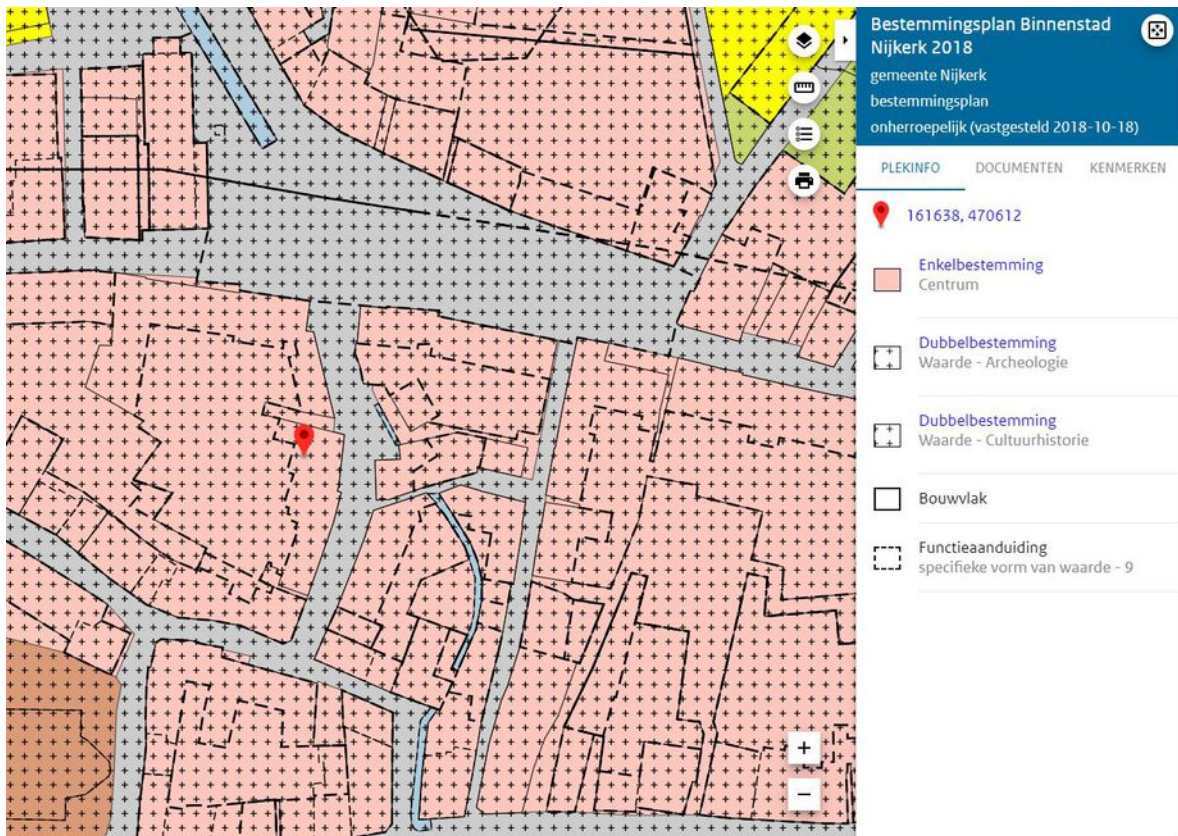 Bestemmingsplan Binnenstad
Nijkerk 2018
gemeente Nijkerk
bestemmingsplan
onherroepelijk (vastgesteld 2018-10-18)
PLEKINFO DOCUMENTEN KENMERKEN
161638, 470612
Enkelbestemming
Centrum
Dubbelbestemming
Waarde - Archeologie
Dubbelbestemming
Waarde - Cultuurhistorie
Bouwvlak
Functieaanduiding
specifieke vorm van waarde - 9